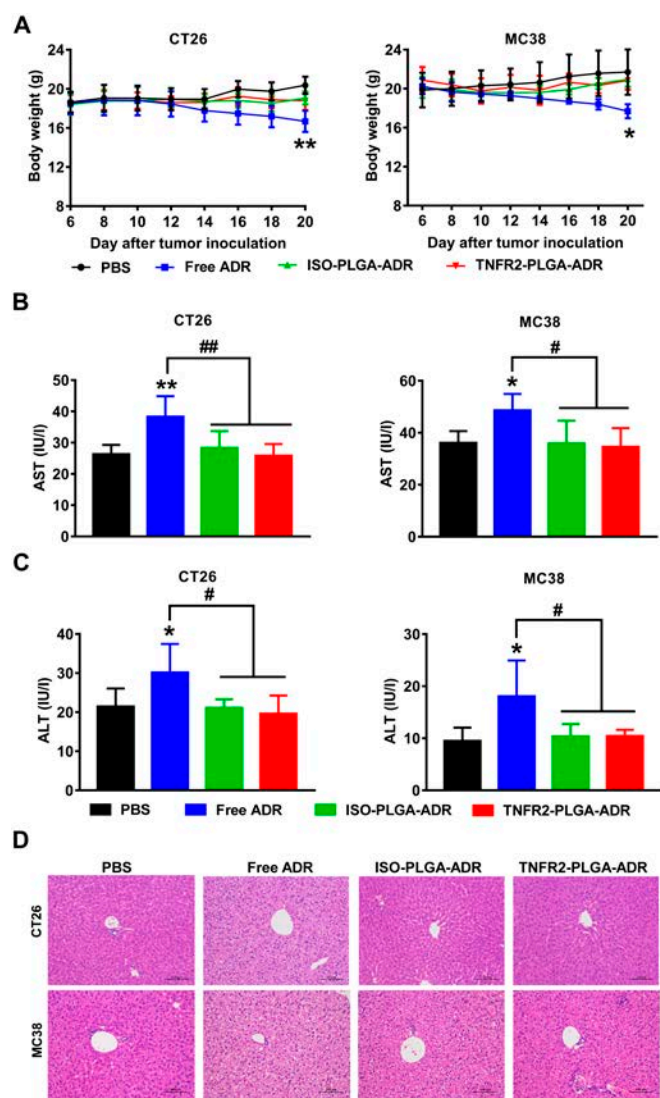 A
CT26
MC38
24
20
16
12
8
Body weight (g)
6 8 10 12 14 16 18 20
**
Day after tumor inoculation
24
20
16
12
8
Body weight (g)
6 8 10 12 14 16 18 20
*
Day after tumor inoculation
PBS Free ADR ISO-PLGA-ADR TNFR2-PLGA-ADR
B
CT26
##
**
50
40
30
20
10
0
AST (IU/l)
MC38
#
*
60
40
20
0
AST (IU/l)
C
CT26
#
*
40
30
20
10
0
ALT (IU/l)
MC38
#
*
20
15
10
5
0
ALT (IU/l)
PBS Free ADR ISO-PLGA-ADR TNFR2-PLGA-ADR
D
PBS Free ADR ISO-PLGA-ADR TNFR2-PLGA-ADR
CT26
MC38